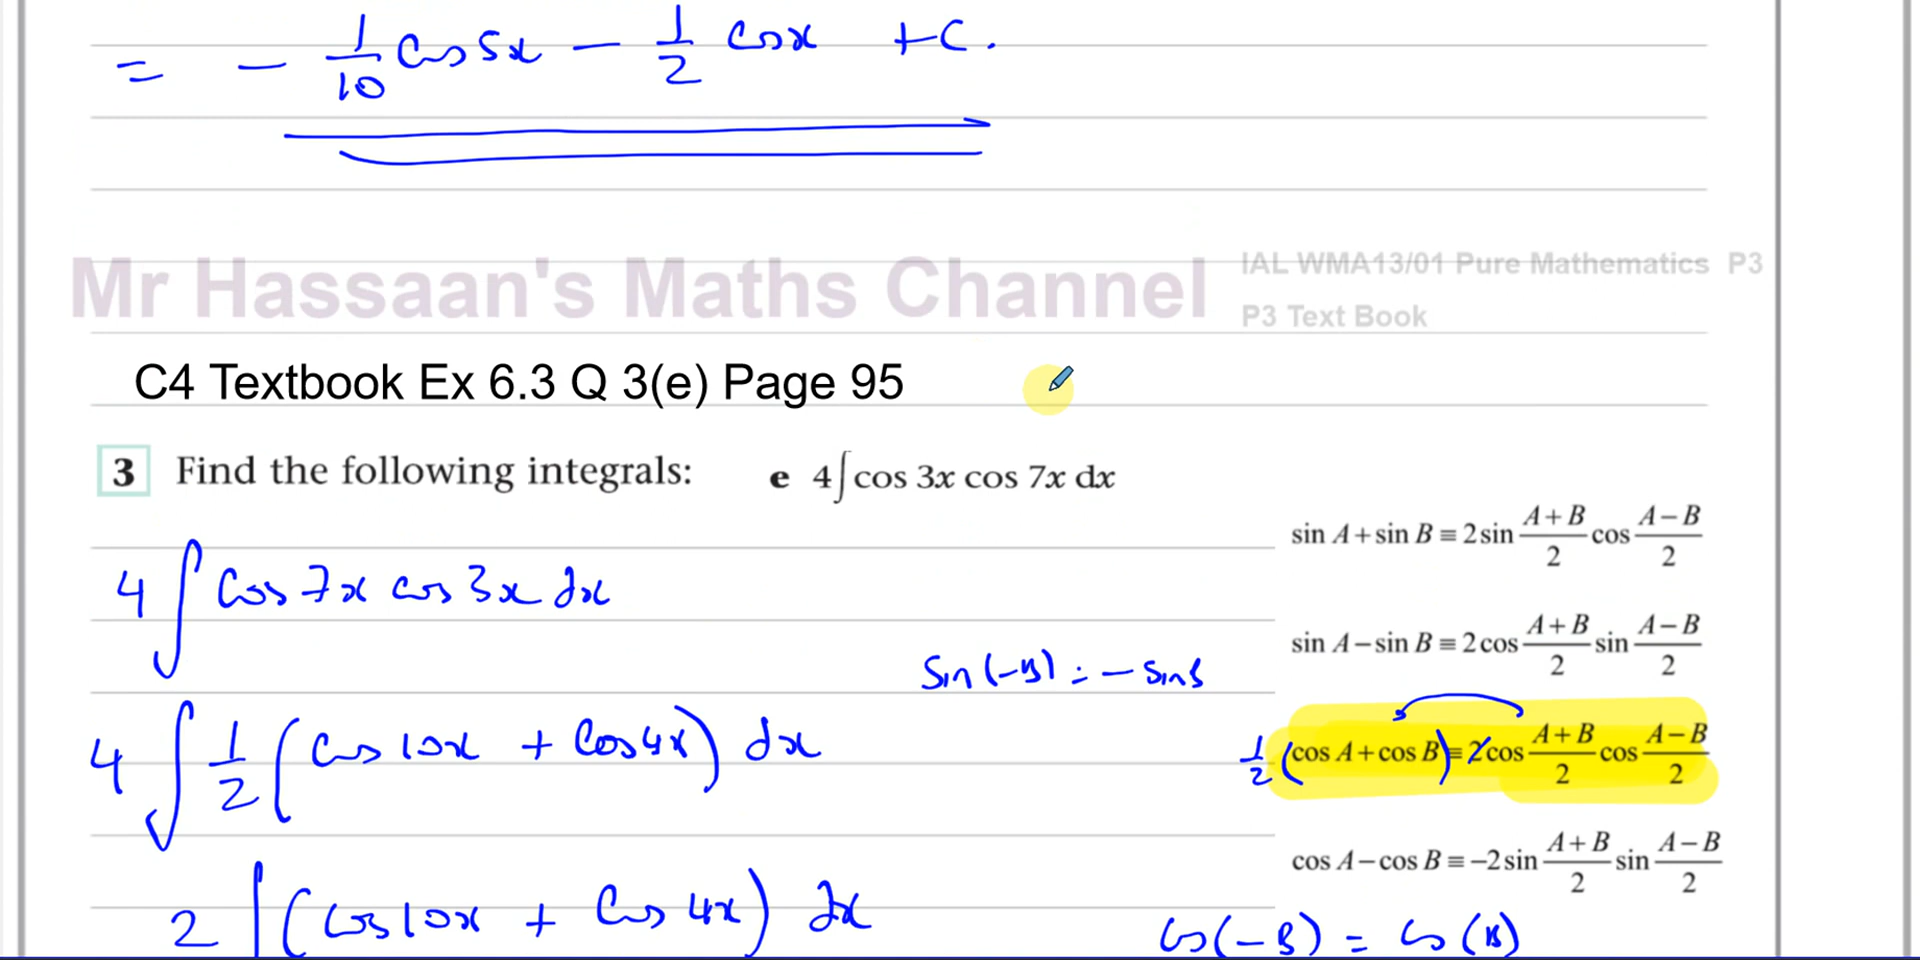 = - 1/10 cos 5x - 1/2 cos x + c.
Mr Hassaan's Maths Channel
IAL WMA13/01 Pure Mathematics P3
P3 Text Book
C4 Textbook Ex 6.3 Q 3(e) Page 95
3 Find the following integrals: e 4∫cos 3x cos 7x dx
sin A + sin B ≡ 2 sin (A+B)/2 cos (A−B)/2
4∫ cos 7x cos 3x dx
sin A − sin B ≡ 2 cos (A+B)/2 sin (A−B)/2
sin(-B) = - sin B
4∫ 1/2 (cos 10x + cos 4x) dx
1/2 (cos A + cos B) ≡ 2 cos (A+B)/2 cos (A−B)/2
cos A − cos B ≡ −2 sin (A+B)/2 sin (A−B)/2
2∫ (cos 10x + cos 4x) dx
cos(-B) = cos(B)